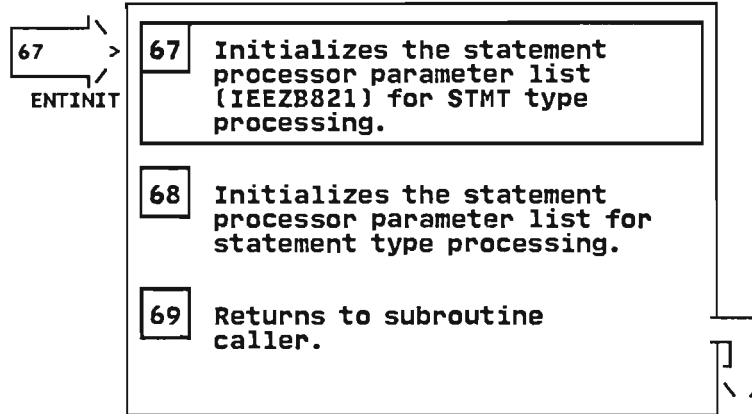 67 >
ENTINIT
67 Initializes the statement
processor parameter list
(IEEZB821) for STMT type
processing.
68 Initializes the statement
processor parameter list for
statement type processing.
69 Returns to subroutine
caller.